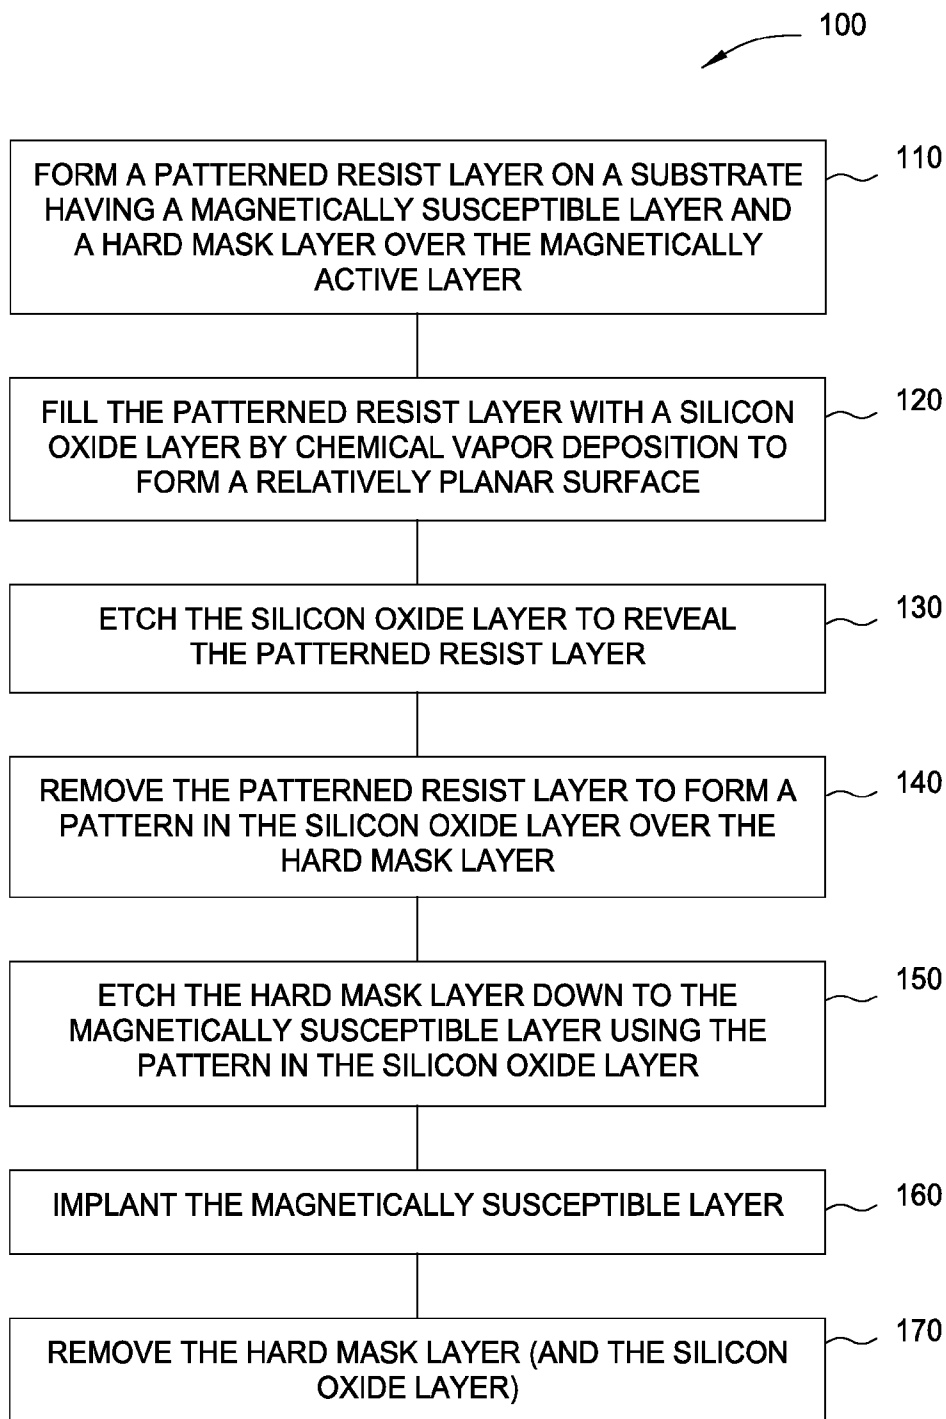 100
FORM A PATTERNED RESIST LAYER ON A SUBSTRATE
HAVING A MAGNETICALLY SUSCEPTIBLE LAYER AND
A HARD MASK LAYER OVER THE MAGNETICALLY
ACTIVE LAYER
110
FILL THE PATTERNED RESIST LAYER WITH A SILICON
OXIDE LAYER BY CHEMICAL VAPOR DEPOSITION TO
FORM A RELATIVELY PLANAR SURFACE
120
ETCH THE SILICON OXIDE LAYER TO REVEAL
THE PATTERNED RESIST LAYER
130
REMOVE THE PATTERNED RESIST LAYER TO FORM A
PATTERN IN THE SILICON OXIDE LAYER OVER THE
HARD MASK LAYER
140
ETCH THE HARD MASK LAYER DOWN TO THE
MAGNETICALLY SUSCEPTIBLE LAYER USING THE
PATTERN IN THE SILICON OXIDE LAYER
150
IMPLANT THE MAGNETICALLY SUSCEPTIBLE LAYER
160
REMOVE THE HARD MASK LAYER (AND THE SILICON
OXIDE LAYER)
170